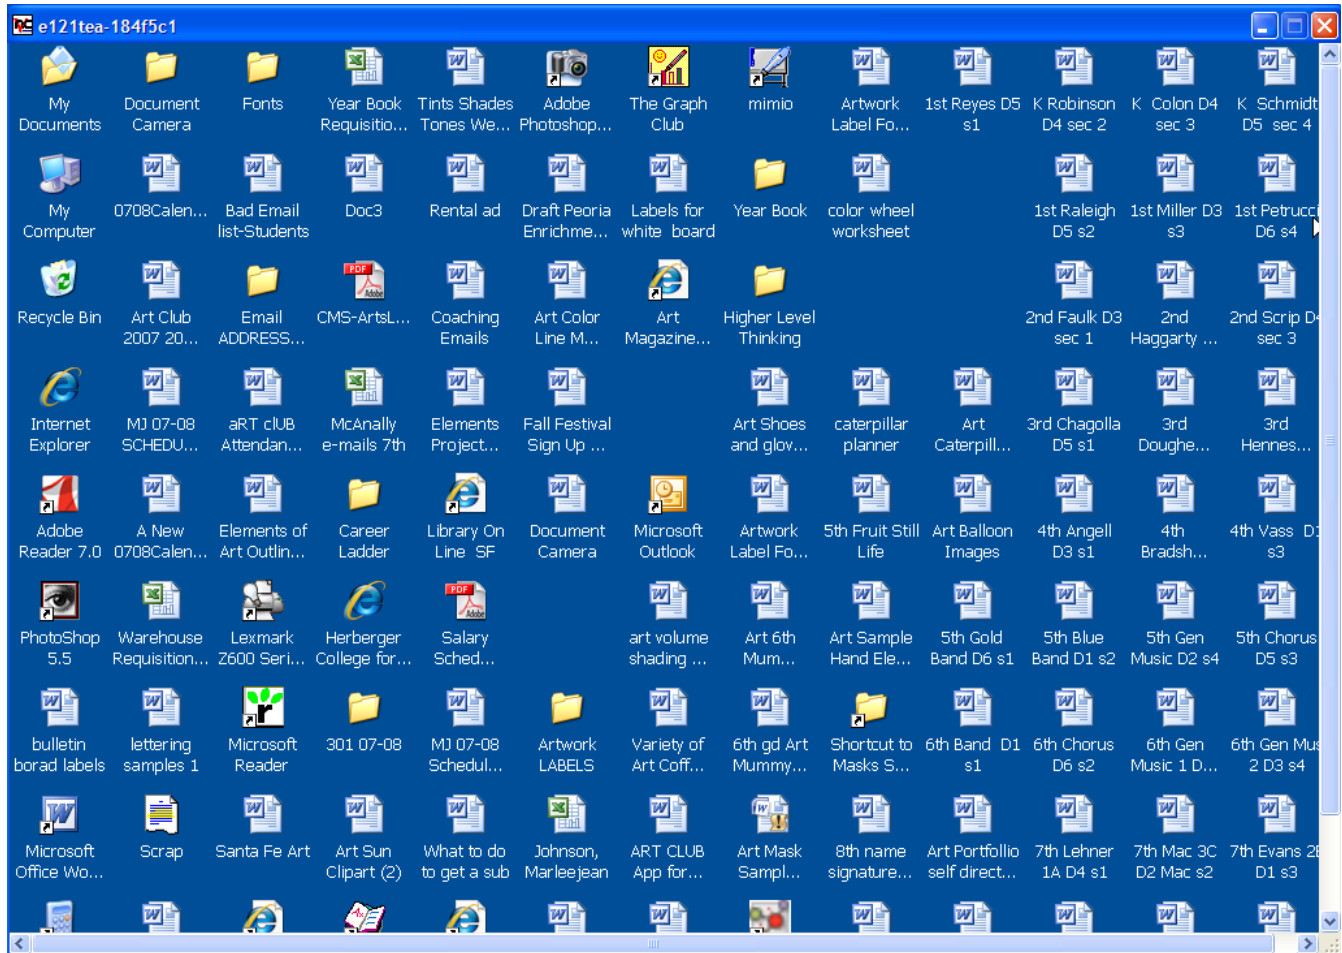 e121tea-184f5c1
My
Documents
Document
Camera
Fonts
Year Book
Requisitio...
Tints Shades
Tones We...
Adobe
Photoshop...
The Graph
Club
mimio
Artwork
Label Fo...
1st Reyes D5
s1
K Robinson
D4 sec 2
K Colon D4
sec 3
K Schmidt
D5 sec 4
My
Computer
0708Calen...
Bad Email
list-Students
Doc3
Rental ad
Draft Peoria
Enrichme...
Labels for
white board
Year Book
color wheel
worksheet
1st Raleigh
D5 s2
1st Miller D3
s3
1st Petrucci
D6 s4
Recycle Bin
Art Club
2007 20...
Email
ADDRESS...
CMS-ArtsL...
Coaching
Emails
Art Color
Line M...
Art
Magazine...
Higher Level
Thinking
2nd Faulk D3
sec 1
2nd
Haggarty ...
2nd Scrip D4
sec 3
Internet
Explorer
MJ 07-08
SCHEDU...
aRT clUB
Attendan...
McAnally
e-mails 7th
Elements
Project...
Fall Festival
Sign Up ...
Art Shoes
and glov...
caterpillar
planner
Art
Caterpill...
3rd Chagolla
D5 s1
3rd
Doughe...
3rd
Hennes...
Adobe
Reader 7.0
A New
0708Calen...
Elements of
Art Outlin...
Career
Ladder
Library On
Line SF
Document
Camera
Microsoft
Outlook
Artwork
Label Fo...
5th Fruit Still
Life
Art Balloon
Images
4th Angell
D3 s1
4th
Bradsh...
4th Vass D1
s3
PhotoShop
5.5
Warehouse
Requisition...
Lexmark
Z600 Seri...
Herberger
College for...
Salary
Sched...
art volume
shading ...
Art 6th
Mum...
Art Sample
Hand Ele...
5th Gold
Band D6 s1
5th Blue
Band D1 s2
5th Gen
Music D2 s4
5th Chorus
D5 s3
bulletin
borad labels
lettering
samples 1
Microsoft
Reader
301 07-08
MJ 07-08
Schedul...
Artwork
LABELS
Variety of
Art Coff...
6th gd Art
Mummy...
Shortcut to
Masks S...
6th Band D1
s1
6th Chorus
D6 s2
6th Gen
Music 1 D...
6th Gen Mus
2 D3 s4
Microsoft
Office Wo...
Scrap
Santa Fe Art
Art Sun
Clipart (2)
What to do
to get a sub
Johnson,
Marleejean
ART CLUB
App for...
Art Mask
Sampl...
8th name
signature...
Art Portfollio
self direct...
7th Lehner
1A D4 s1
7th Mac 3C
D2 Mac s2
7th Evans 2B
D1 s3